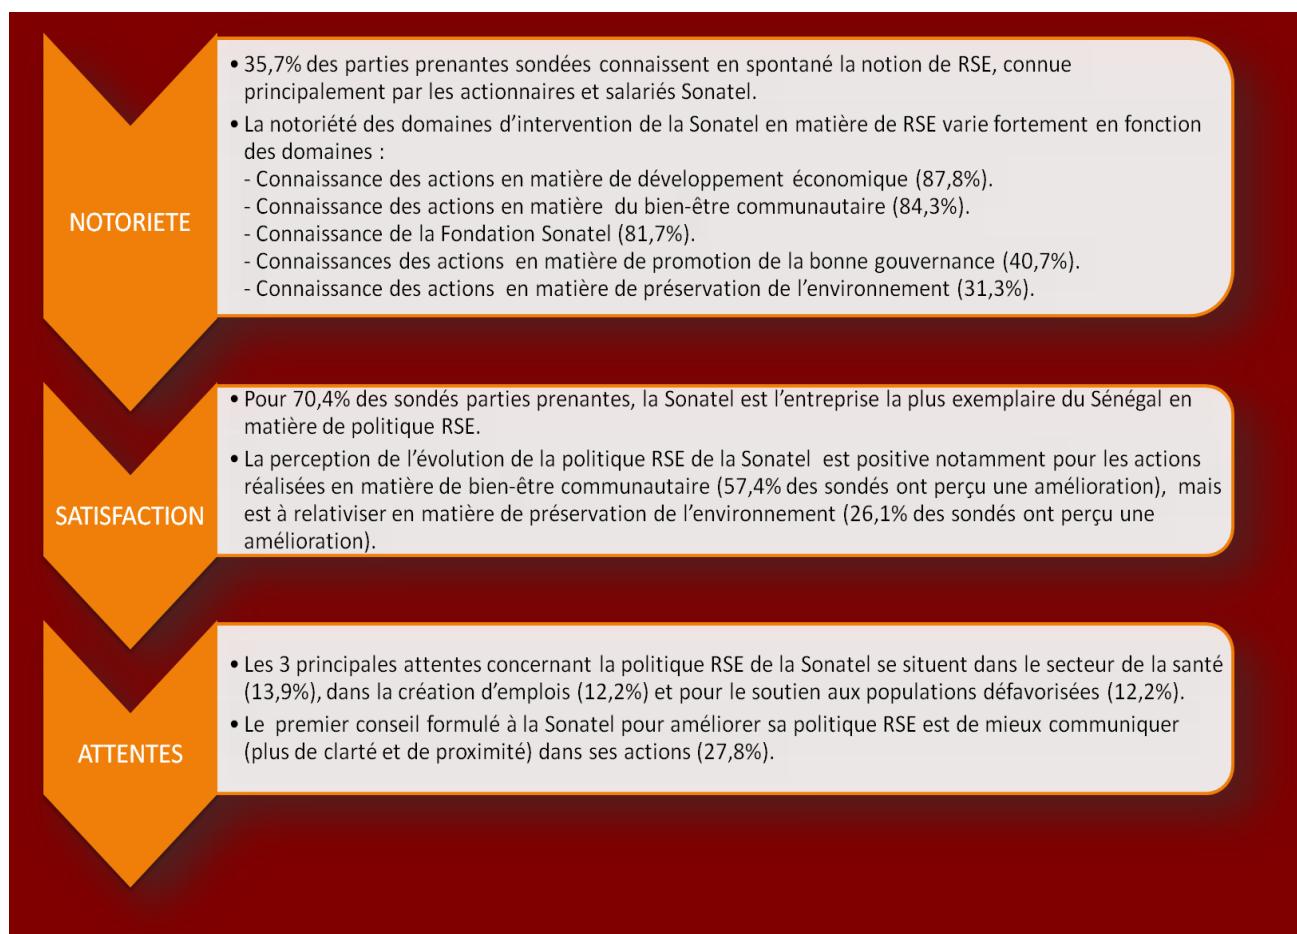 NOTORIETE
• 35,7% des parties prenantes sondées connaissent en spontané la notion de RSE, connue
principalement par les actionnaires et salariés Sonatel.
• La notoriété des domaines d’intervention de la Sonatel en matière de RSE varie fortement en fonction
des domaines :
- Connaissance des actions en matière de développement économique (87,8%).
- Connaissance des actions en matière du bien-être communautaire (84,3%).
- Connaissance de la Fondation Sonatel (81,7%).
- Connaissances des actions en matière de promotion de la bonne gouvernance (40,7%).
- Connaissance des actions en matière de préservation de l’environnement (31,3%).
SATISFACTION
• Pour 70,4% des sondés parties prenantes, la Sonatel est l’entreprise la plus exemplaire du Sénégal en
matière de politique RSE.
• La perception de l’évolution de la politique RSE de la Sonatel est positive notamment pour les actions
réalisées en matière de bien-être communautaire (57,4% des sondés ont perçu une amélioration), mais
est à relativiser en matière de préservation de l’environnement (26,1% des sondés ont perçu une
amélioration).
ATTENTES
• Les 3 principales attentes concernant la politique RSE de la Sonatel se situent dans le secteur de la santé
(13,9%), dans la création d’emplois (12,2%) et pour le soutien aux populations défavorisées (12,2%).
• Le premier conseil formulé à la Sonatel pour améliorer sa politique RSE est de mieux communiquer
(plus de clarté et de proximité) dans ses actions (27,8%).